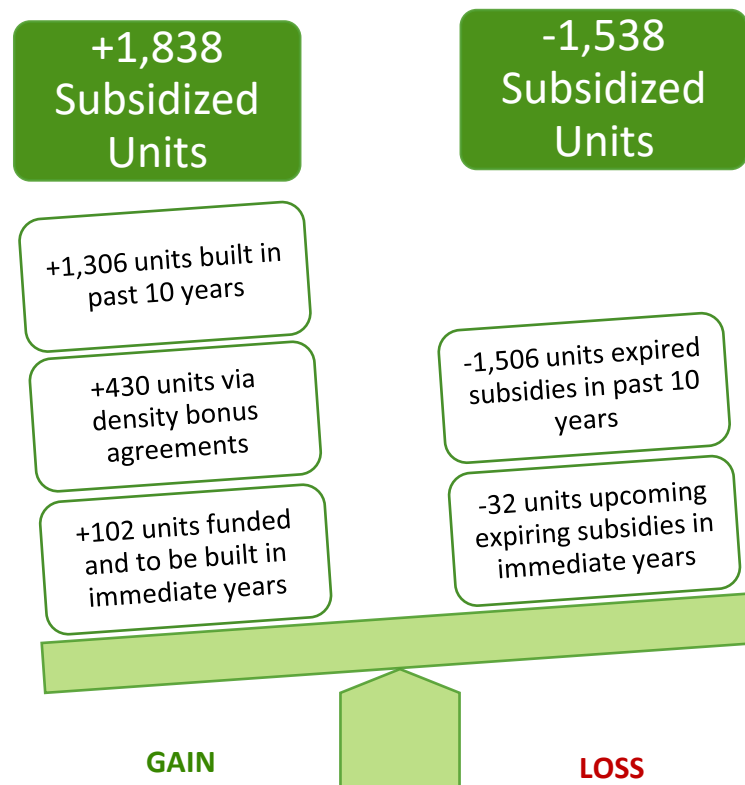 +1,838
Subsidized
Units
-1,538
Subsidized
Units
+1,306 units built in
past 10 years
+430 units via
density bonus
agreements
+102 units funded
and to be built in
immediate years
-1,506 units expired
subsidies in past 10
years
-32 units upcoming
expiring subsidies in
immediate years
GAIN
LOSS